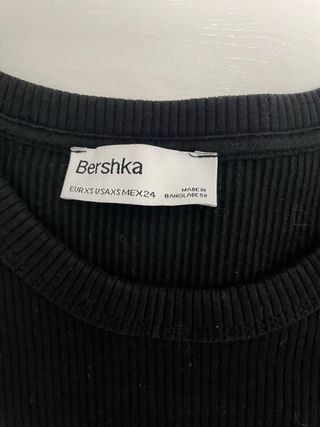 Bershka
EUR XS USA XS MEX 24
MADE IN
BANGLADESH